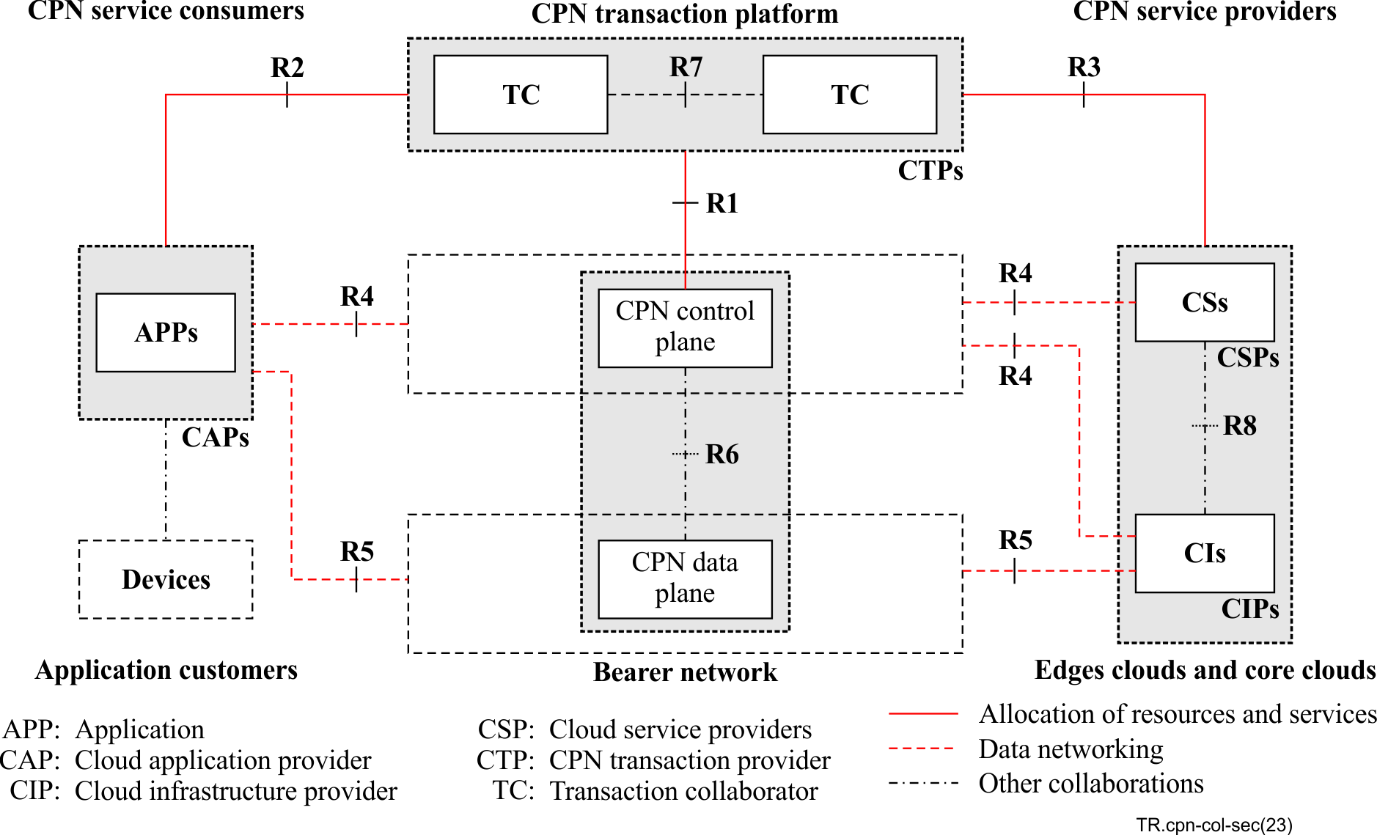 CPN service consumers
CPN transaction platform
CPN service providers
R2
R7
R3
TC
TC
CTPs
R1
R4
CPN control
plane
R4
CSs
APPs
CSPs
R4
CAPs
R6
R8
R5
CPN data
plane
R5
CIs
Devices
CIPs
Application customers
Bearer network
Edges clouds and core clouds
APP: Application
CAP: Cloud application provider
CIP: Cloud infrastructure provider
CSP: Cloud service providers
CTP: CPN transaction provider
TC: Transaction collaborator
Allocation of resources and services
Data networking
Other collaborations
TR.cpn-col-sec(23)